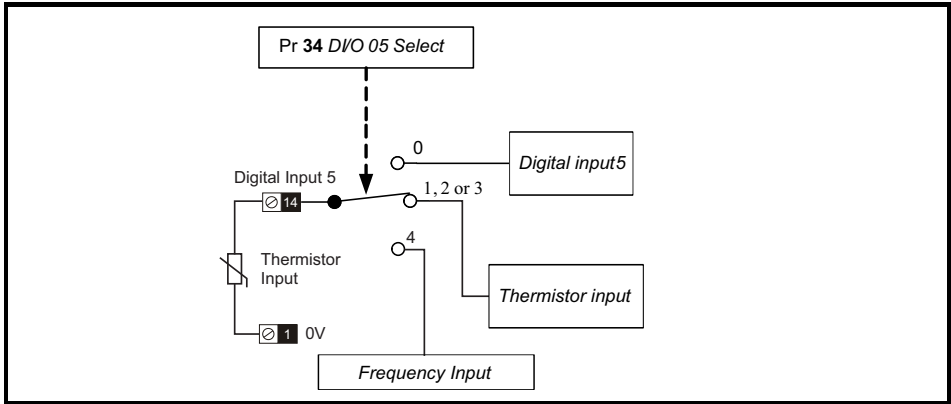 Pr 34 DI/O 05 Select
0
Digital input5
Digital Input 5
14
1, 2 or 3
4
Thermistor
Input
Thermistor input
1 0V
Frequency Input